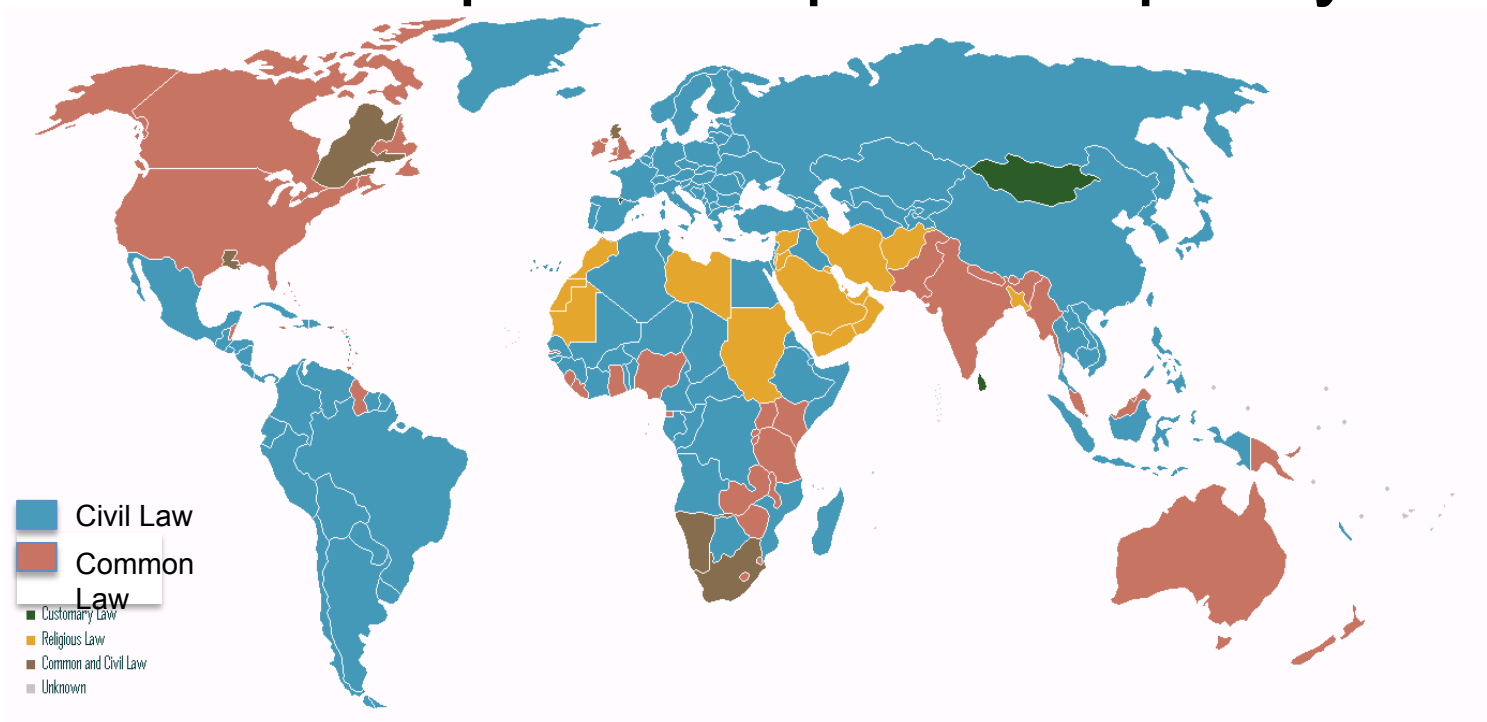 Civil Law
Common
Law
Customary Law
Religious Law
Common and Civil Law
Unknown